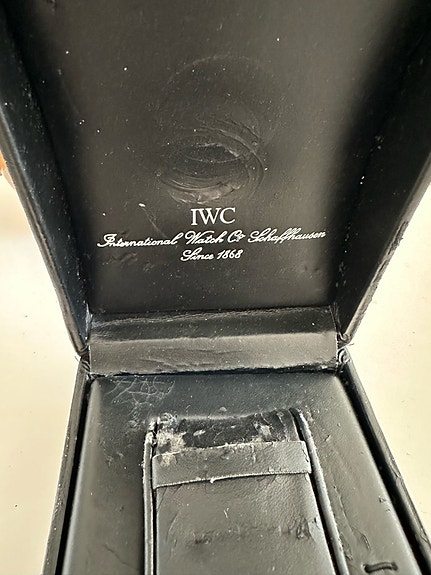 IWC
International Watch Co Schaffhausen
Since 1868